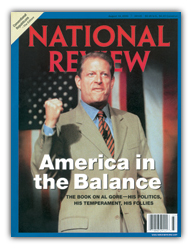 NATIONAL
REVIEW
America in
the Balance
THE BOOK ON AL GORE—HIS POLITICS,
HIS TEMPERAMENT, HIS FOLLIES